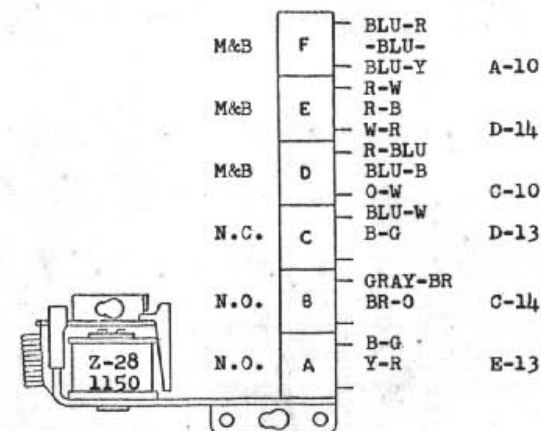 BLU-R
M&B F -BLU-
BLU-Y A-10
R-W
M&B E R-B
W-R D-14
R-BLU
M&B D BLU-B
O-W C-10
BLU-W
N.C. C B-G D-13
GRAY-BR
N.O. B BR-O C-14
B-G
N.O. A Y-R E-13
Z-28
1150